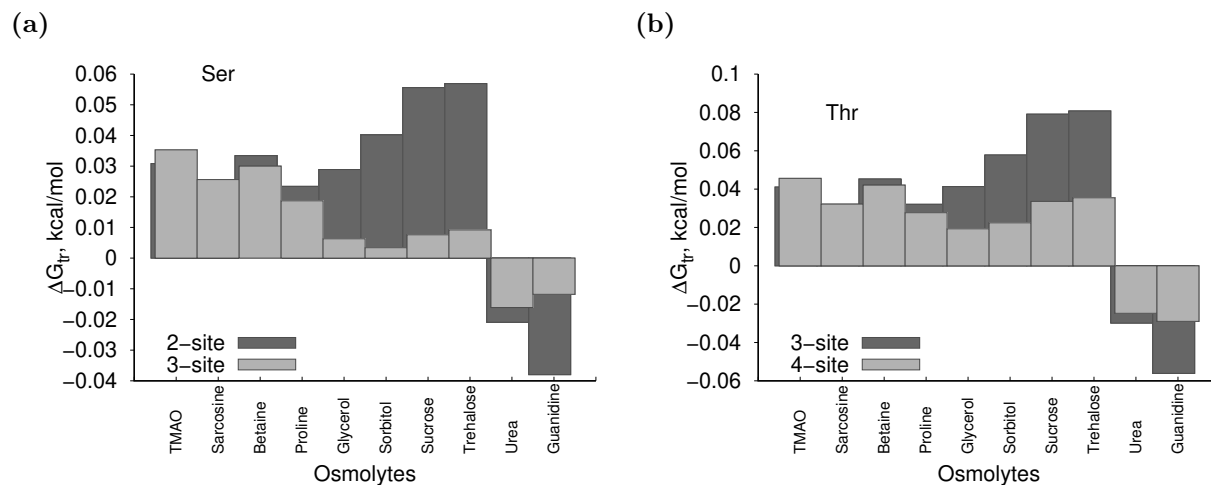 (a)
Ser
ΔG_tr, kcal/mol
0.06
0.05
0.04
0.03
0.02
0.01
0
−0.01
−0.02
−0.03
−0.04
2−site
3−site
TMAO
Sarcosine
Betaine
Proline
Glycerol
Sorbitol
Sucrose
Trehalose
Urea
Guanidine
Osmolytes
(b)
Thr
ΔG_tr, kcal/mol
0.1
0.08
0.06
0.04
0.02
0
−0.02
−0.04
−0.06
3−site
4−site
TMAO
Sarcosine
Betaine
Proline
Glycerol
Sorbitol
Sucrose
Trehalose
Urea
Guanidine
Osmolytes